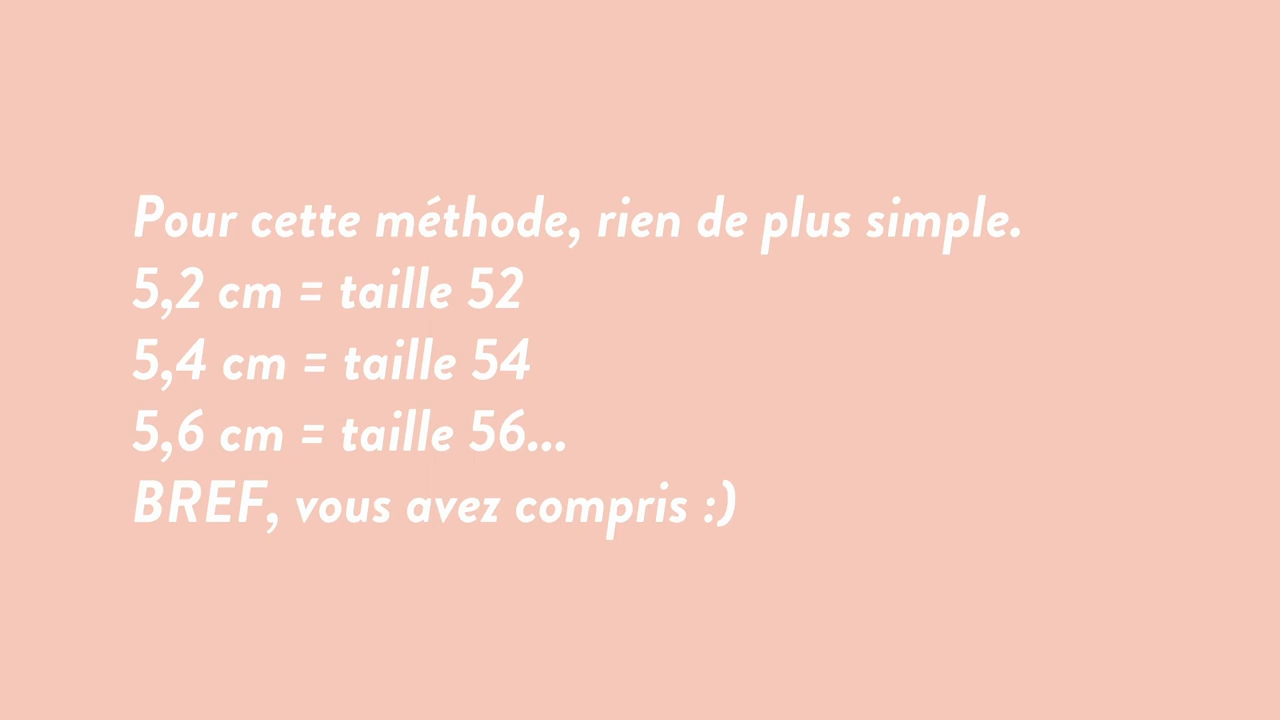 Pour cette méthode, rien de plus simple.
5,2 cm = taille 52
5,4 cm = taille 54
5,6 cm = taille 56...
BREF, vous avez compris :)